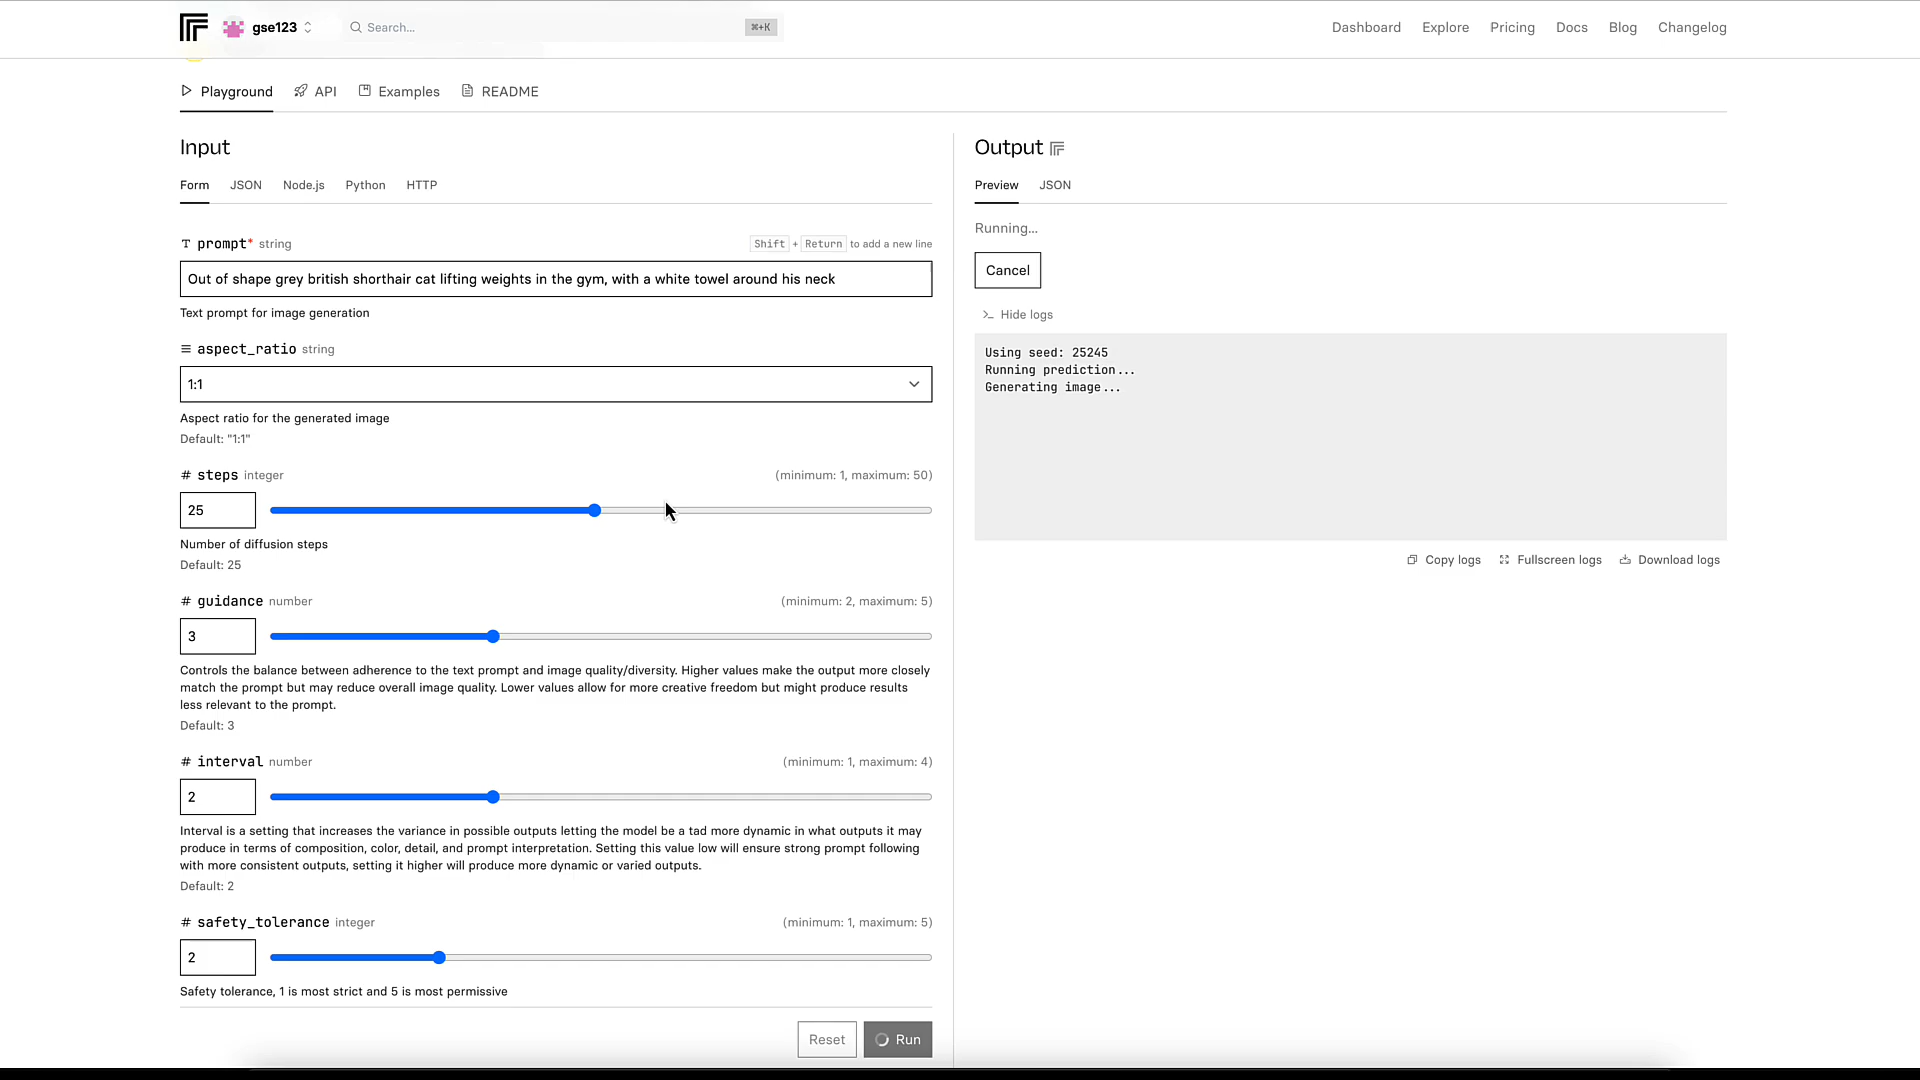 gse123
Search...
⌘+K
Dashboard
Explore
Pricing
Docs
Blog
Changelog
Playground
API
Examples
README
Input
Form
JSON
Node.js
Python
HTTP
prompt* string
Shift + Return to add a new line
Out of shape grey british shorthair cat lifting weights in the gym, with a white towel around his neck
Text prompt for image generation
aspect_ratio string
1:1
Aspect ratio for the generated image
Default: "1:1"
# steps integer
(minimum: 1, maximum: 50)
25
Number of diffusion steps
Default: 25
# guidance number
(minimum: 2, maximum: 5)
3
Controls the balance between adherence to the text prompt and image quality/diversity. Higher values make the output more closely
match the prompt but may reduce overall image quality. Lower values allow for more creative freedom but might produce results
less relevant to the prompt.
Default: 3
# interval number
(minimum: 1, maximum: 4)
2
Interval is a setting that increases the variance in possible outputs letting the model be a tad more dynamic in what outputs it may
produce in terms of composition, color, detail, and prompt interpretation. Setting this value low will ensure strong prompt following
with more consistent outputs, setting it higher will produce more dynamic or varied outputs.
Default: 2
# safety_tolerance integer
(minimum: 1, maximum: 5)
2
Safety tolerance, 1 is most strict and 5 is most permissive
Reset
Run
Output
Preview
JSON
Running...
Cancel
Hide logs
Using seed: 25245
Running prediction...
Generating image...
Copy logs
Fullscreen logs
Download logs